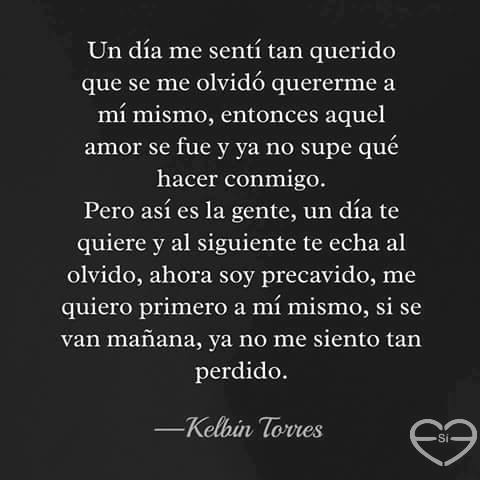 Un día me sentí tan querido
que se me olvidó quererme a
mí mismo, entonces aquel
amor se fue y ya no supe qué
hacer conmigo.
Pero así es la gente, un día te
quiere y al siguiente te echa al
olvido, ahora soy precavido, me
quiero primero a mí mismo, si se
van mañana, ya no me siento tan
perdido.
—Kelbin Torres
Si